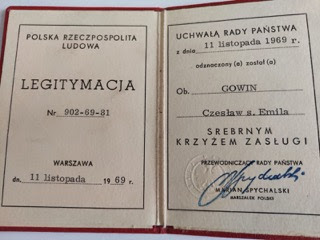 POLSKA RZECZPOSPOLITA
LUDOWA
LEGITYMACJA
Nr 902-69-81
WARSZAWA
dn. 11 listopada 1969 r.
UCHWAŁĄ RADY PAŃSTWA
z dnia 11 listopada 1969 r.
odznaczony (a) został (a)
Ob. GOWIN
Czesław s. Emila
SREBRNYM
KRZYŻEM ZASŁUGI
PRZEWODNICZĄCY RADY PAŃSTWA
MARIAN SPYCHALSKI
MARSZAŁEK POLSKI